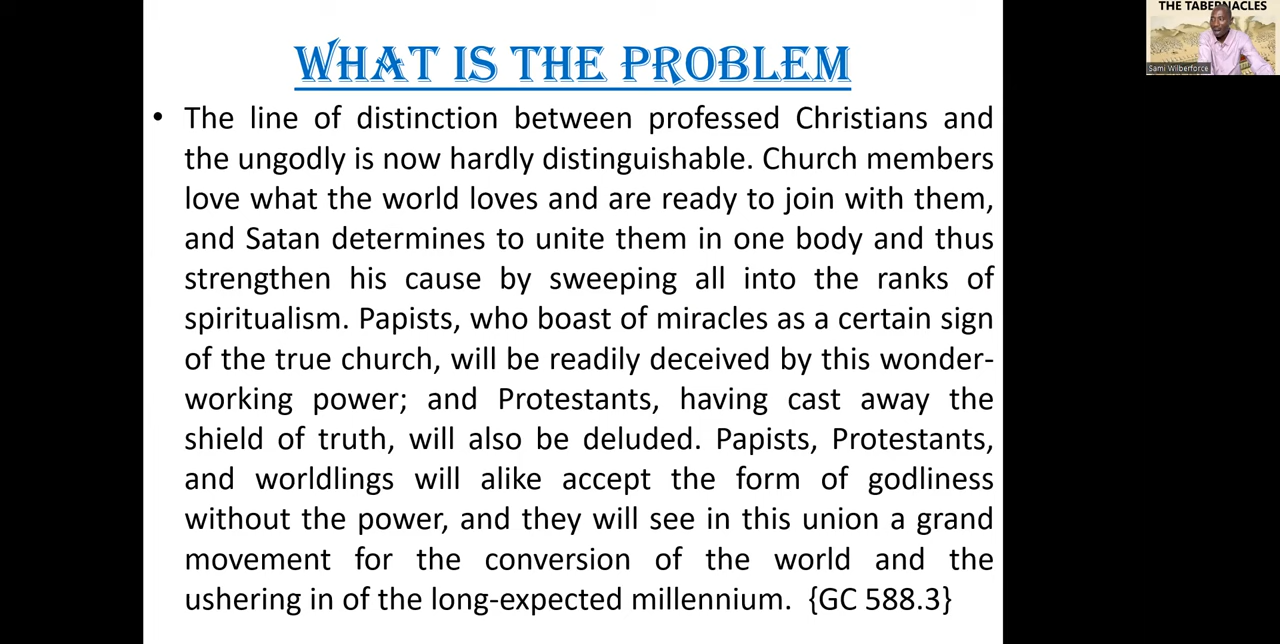 THE TABERNACLES
Sami Wilberforce
WHAT IS THE PROBLEM
• The line of distinction between professed Christians and
the ungodly is now hardly distinguishable. Church members
love what the world loves and are ready to join with them,
and Satan determines to unite them in one body and thus
strengthen his cause by sweeping all into the ranks of
spiritualism. Papists, who boast of miracles as a certain sign
of the true church, will be readily deceived by this wonder-
working power; and Protestants, having cast away the
shield of truth, will also be deluded. Papists, Protestants,
and worldlings will alike accept the form of godliness
without the power, and they will see in this union a grand
movement for the conversion of the world and the
ushering in of the long-expected millennium. {GC 588.3}